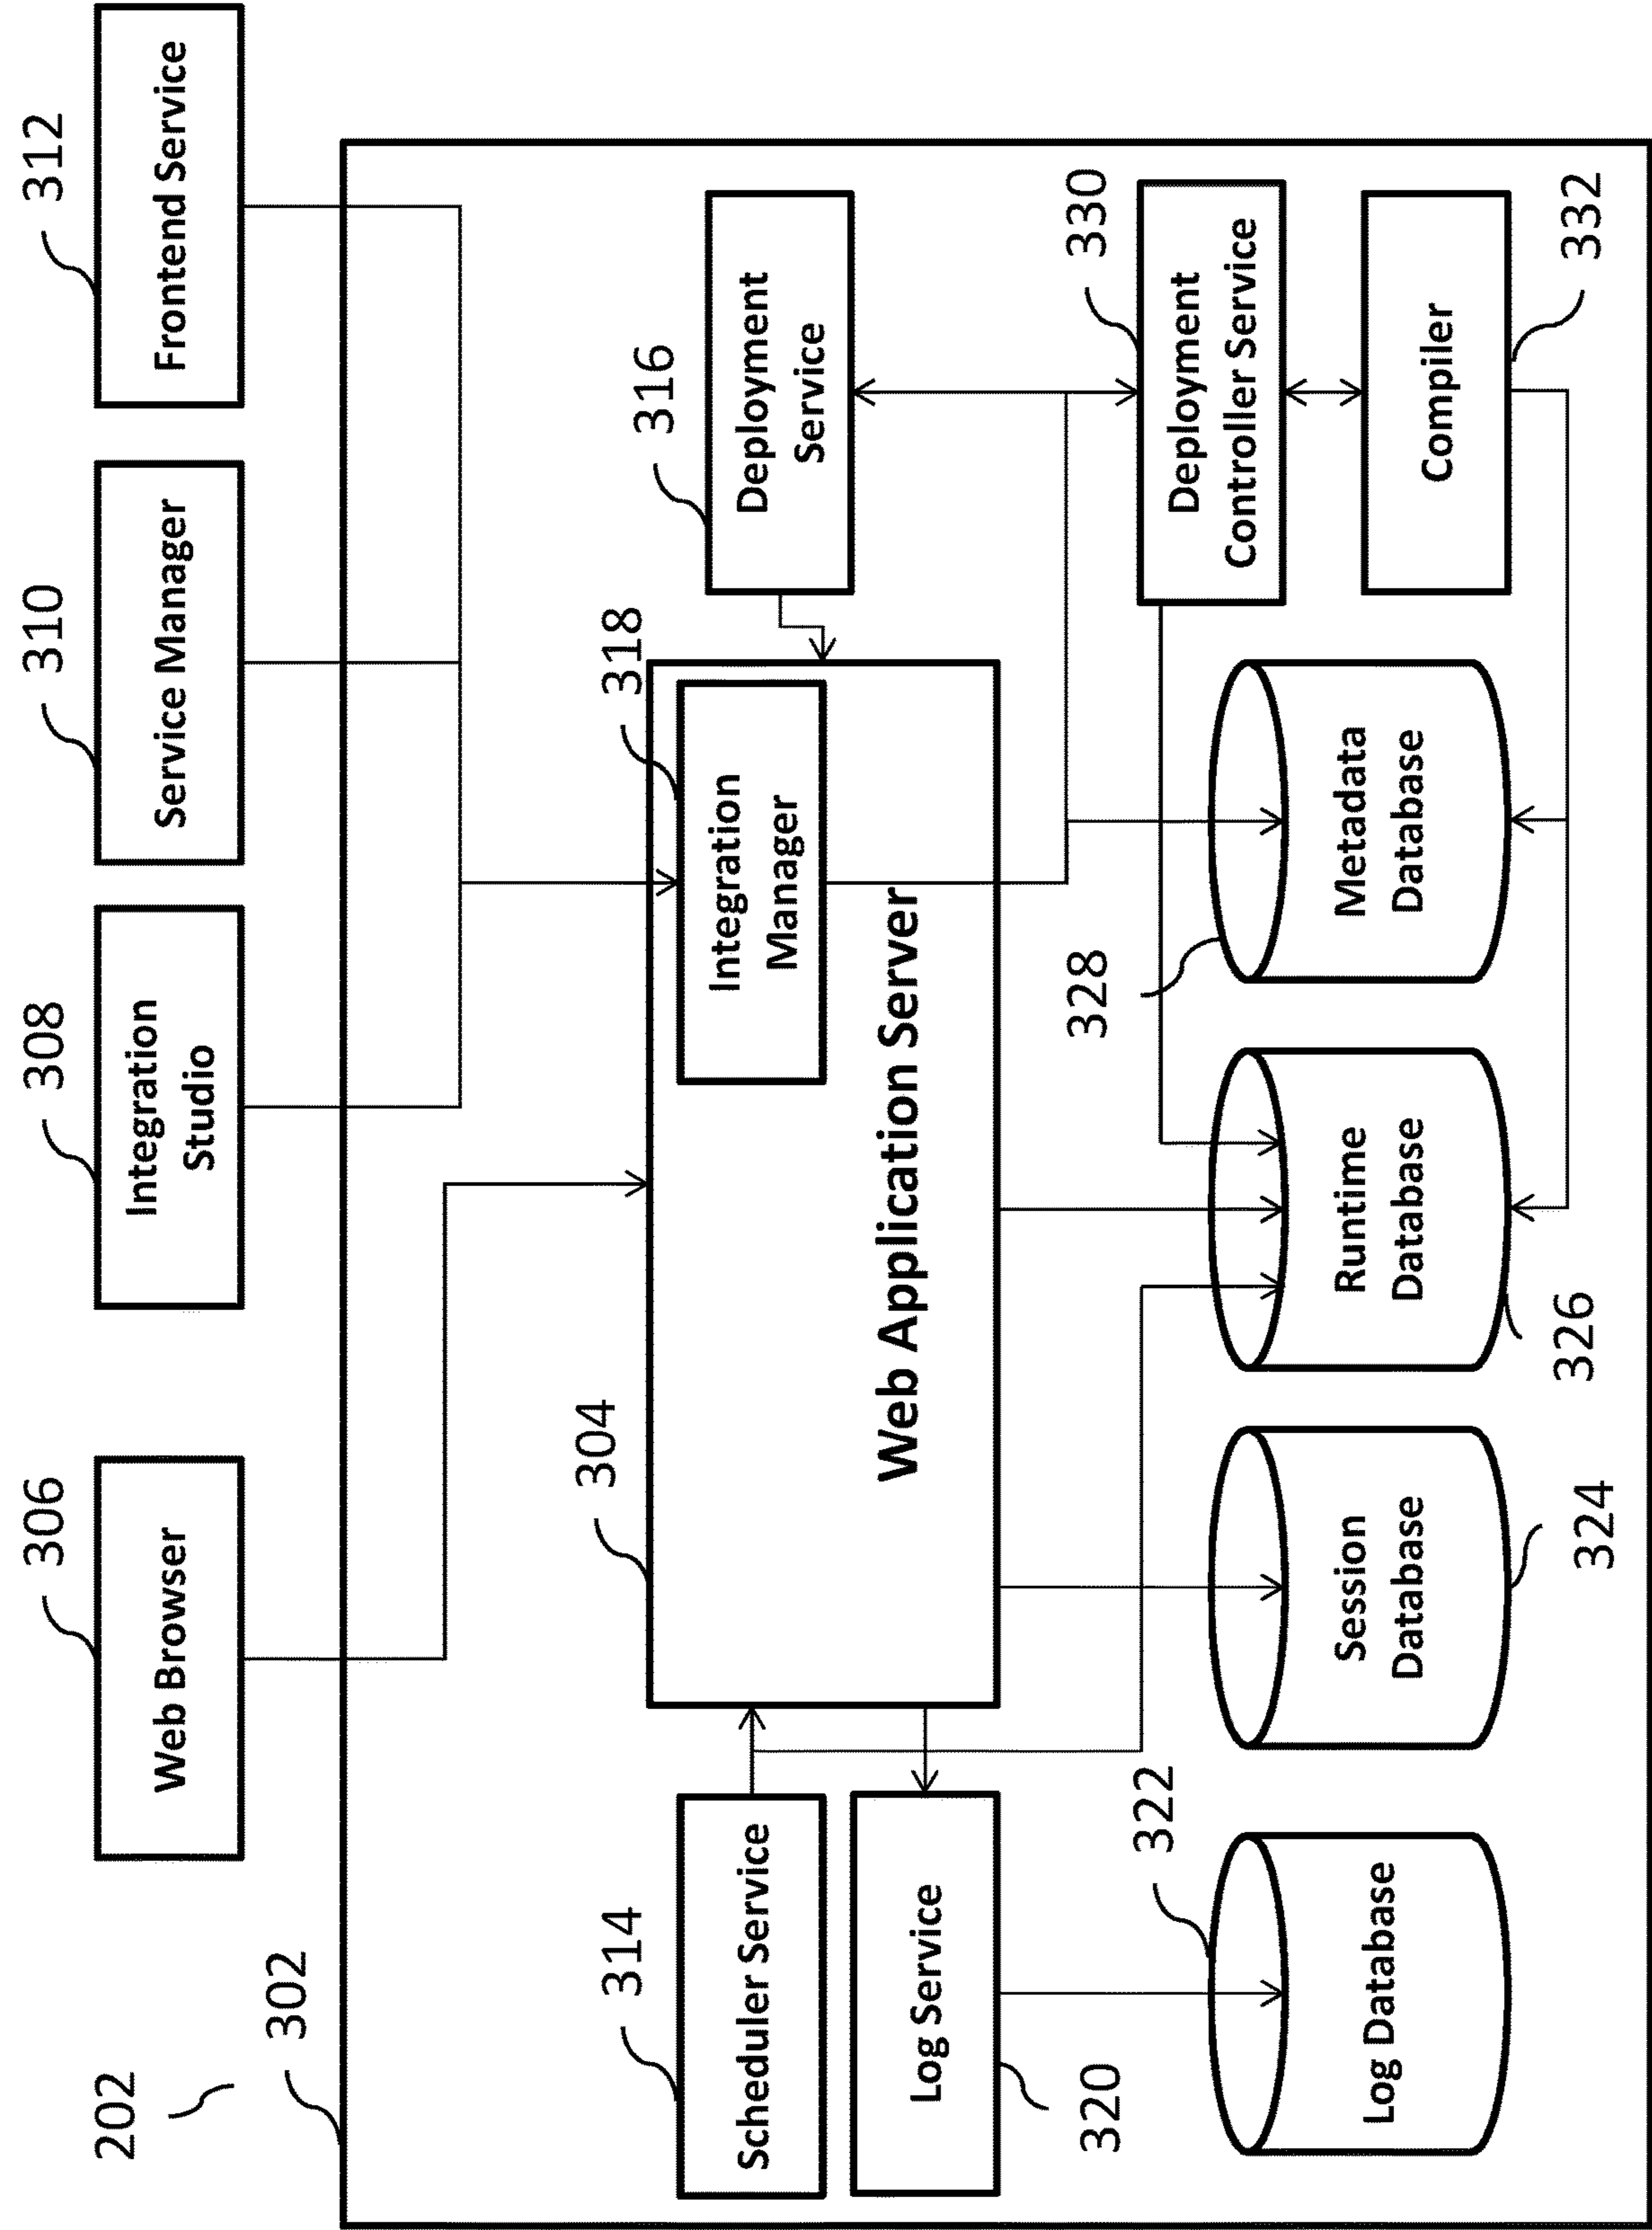 202
302
306
Web Browser
308
Integration
Studio
310
Service Manager
312
Frontend Service
304
Web Application Server
318
Integration
Manager
314
Scheduler Service
320
Log Service
316
Deployment
Service
330
Deployment
Controller Service
332
Compiler
322
Log Database
324
Session
Database
326
Runtime
Database
328
Metadata
Database